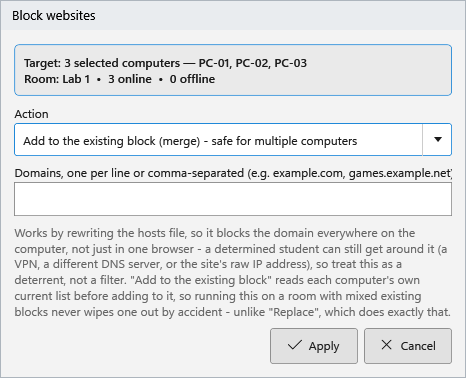 Block websites
Target: 3 selected computers — PC-01, PC-02, PC-03
Room: Lab 1 • 3 online • 0 offline
Action
Add to the existing block (merge) - safe for multiple computers
Domains, one per line or comma-separated (e.g. example.com, games.example.net)
Works by rewriting the hosts file, so it blocks the domain everywhere on the
computer, not just in one browser - a determined student can still get around it (a
VPN, a different DNS server, or the site's raw IP address), so treat this as a
deterrent, not a filter. "Add to the existing block" reads each computer's own
current list before adding to it, so running this on a room with mixed existing
blocks never wipes one out by accident - unlike "Replace", which does exactly that.
Apply
Cancel